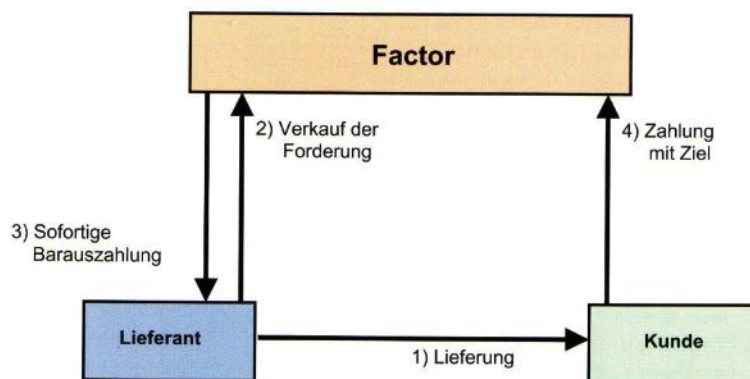 Factor
2) Verkauf der
Forderung
4) Zahlung
mit Ziel
3) Sofortige
Barauszahlung
Lieferant
1) Lieferung
Kunde